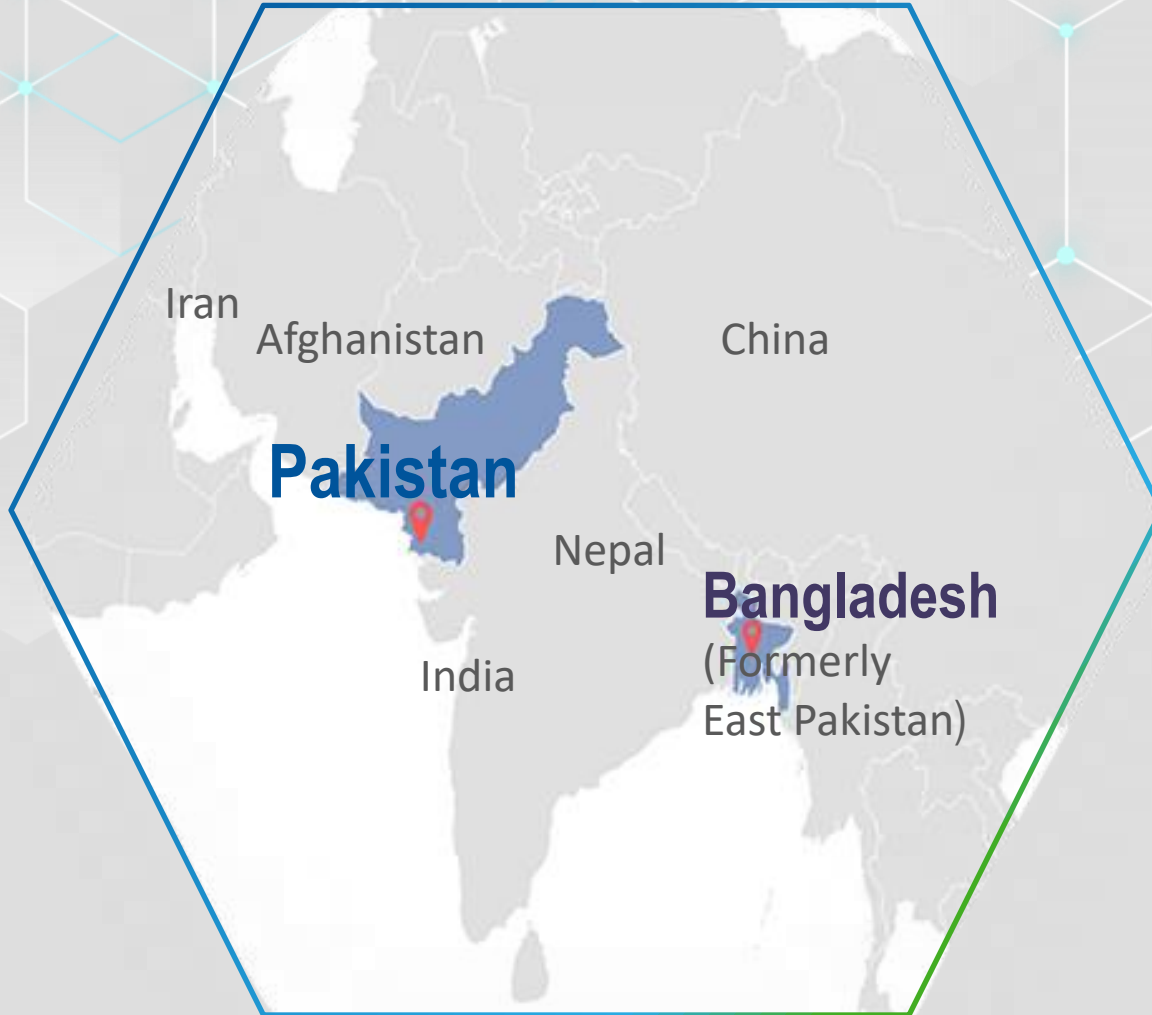 Iran
Afghanistan
China
Pakistan
Nepal
Bangladesh
(Formerly
East Pakistan)
India